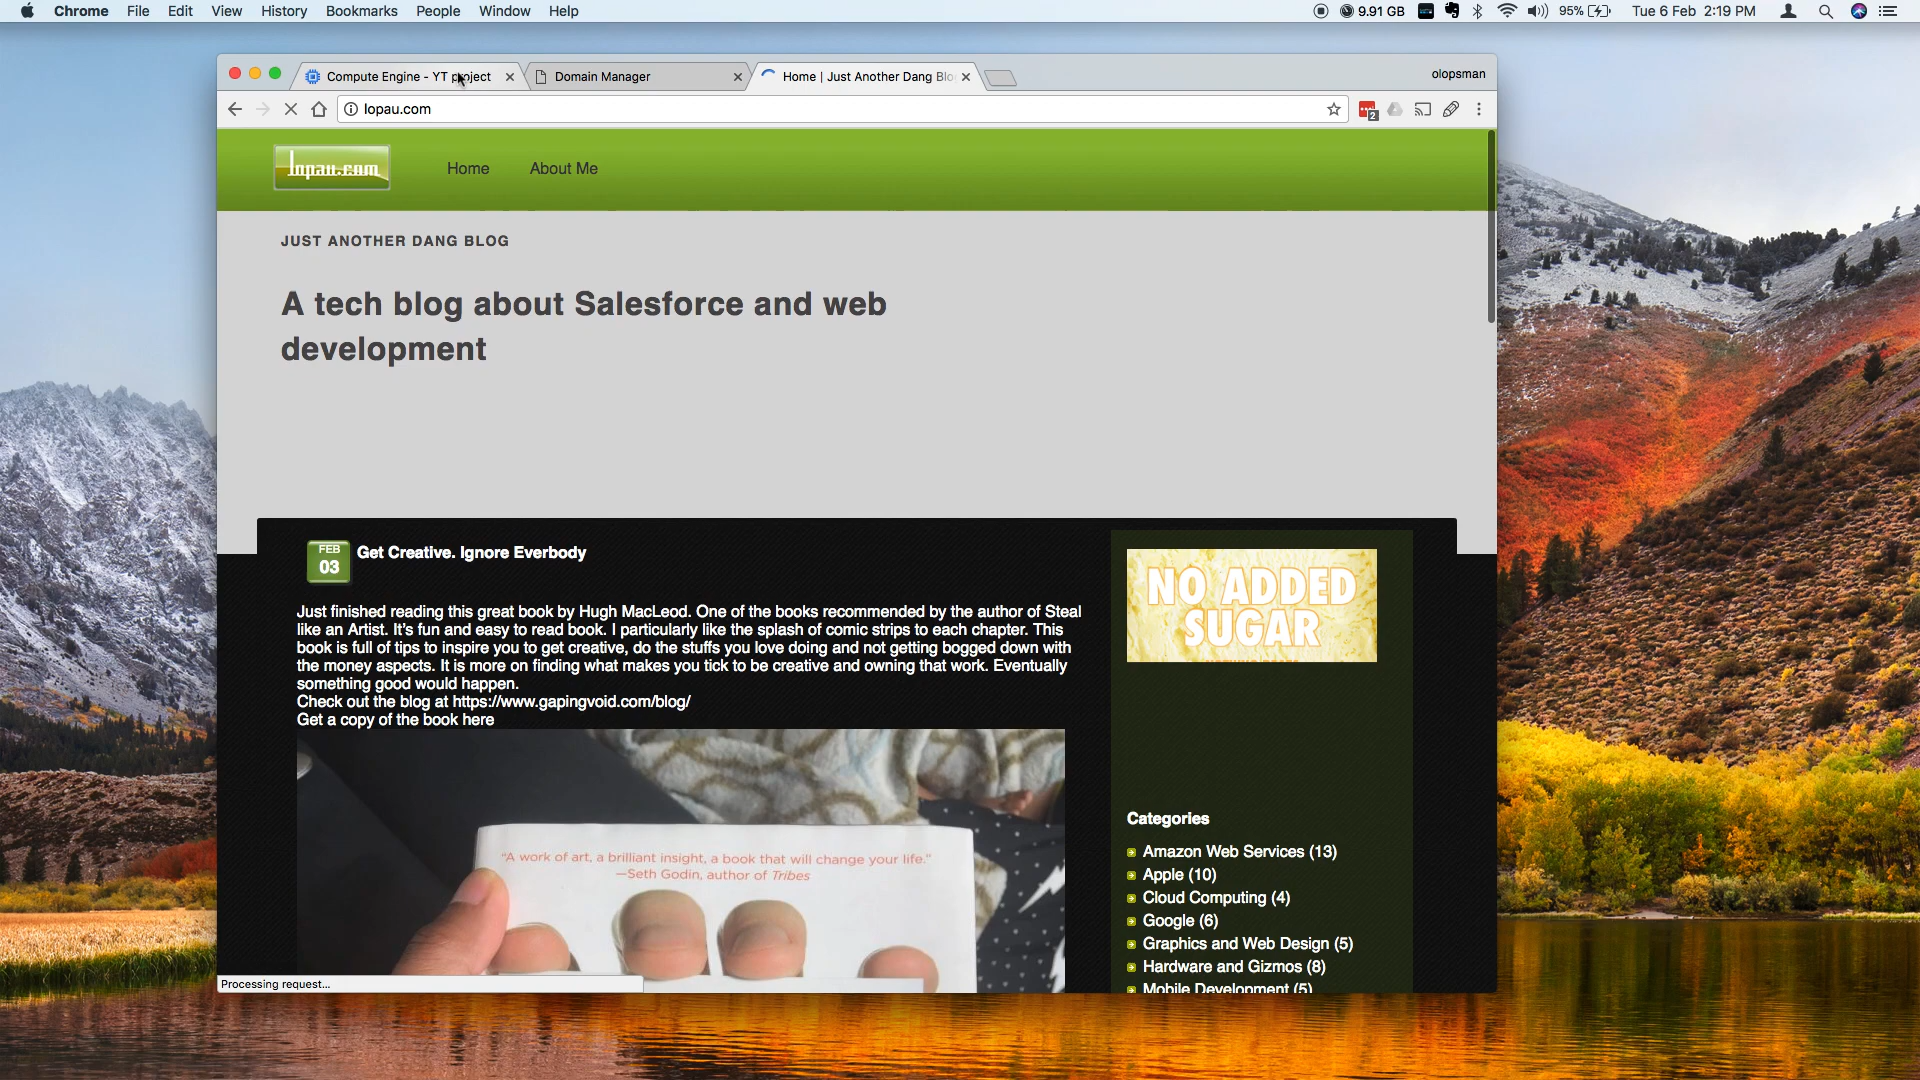 Chrome File Edit View History Bookmarks People Window Help 9.91 GB 95% Tue 6 Feb 2:19 PM
Compute Engine - YT project Domain Manager Home | Just Another Dang Blo olopsman
lopau.com 2
lopau.com Home About Me
JUST ANOTHER DANG BLOG
A tech blog about Salesforce and web
development
FEB
03
Get Creative. Ignore Everbody
Just finished reading this great book by Hugh MacLeod. One of the books recommended by the author of Steal
like an Artist. It's fun and easy to read book. I particularly like the splash of comic strips to each chapter. This
book is full of tips to inspire you to get creative, do the stuffs you love doing and not getting bogged down with
the money aspects. It is more on finding what makes you tick to be creative and owning that work. Eventually
something good would happen.
Check out the blog at https://www.gapingvoid.com/blog/
Get a copy of the book here
"A work of art, a brilliant insight, a book that will change your life."
—Seth Godin, author of Tribes
NO ADDED
SUGAR
Categories
Amazon Web Services (13)
Apple (10)
Cloud Computing (4)
Google (6)
Graphics and Web Design (5)
Hardware and Gizmos (8)
Mobile Development (5)
Processing request...